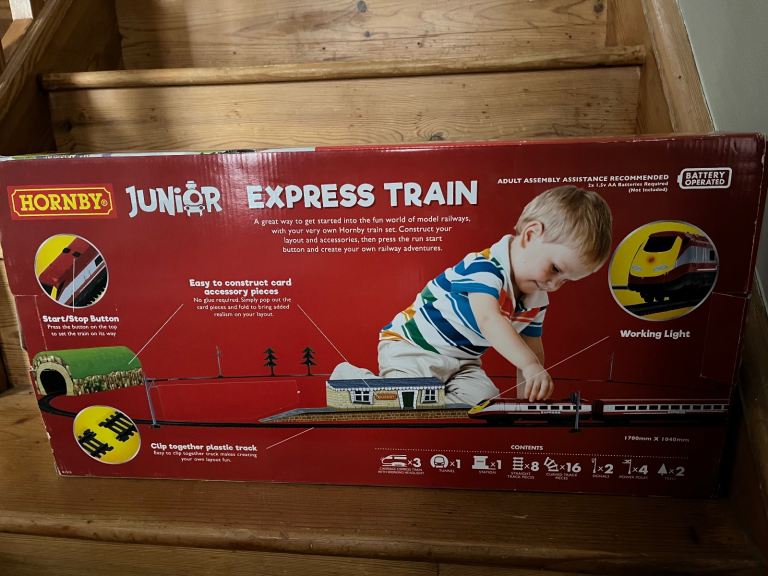 HORNBY®
JUNIOR
EXPRESS TRAIN
ADULT ASSEMBLY ASSISTANCE RECOMMENDED
2x 1.5v AA Batteries Required
(Not Included)
BATTERY
OPERATED
A great way to get started into the fun world of model railways,
with your very own Hornby train set. Construct your
layout and accessories, then press the run start
button and create your own railway adventures.
Easy to construct card
accessory pieces
No glue required. Simply pop out the
card pieces and fold to bring added
realism on your layout.
Start/Stop Button
Press the button on the top
to set the train on its way
Working Light
Clip together plastic track
Easy to clip together track makes creating
your own layout fun.
1700mm X 1040mm
CONTENTS
x3
x1
TUNNEL
x1
STATION
x8
STRAIGHT
TRACK PIECES
x16
CURVED TRACK
PIECES
x2
SIGNALS
x4
POWER POLES
x2
TREES